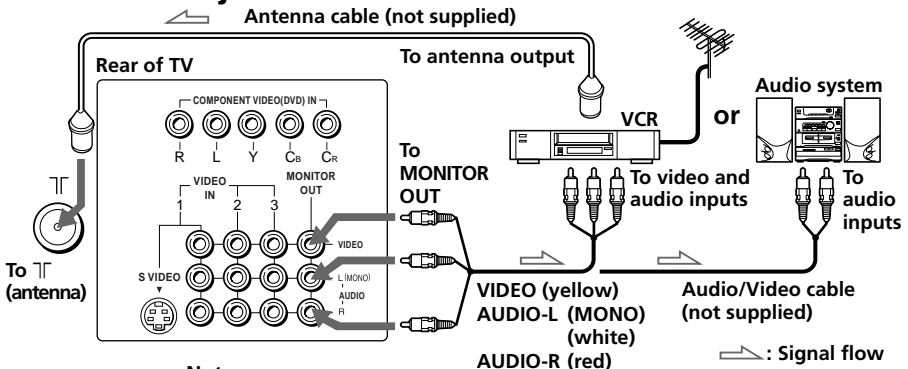 Antenna cable (not supplied)
To antenna output
Rear of TV
COMPONENT VIDEO(DVD) IN
R L Y CB CR
VIDEO IN
1 2 3
MONITOR OUT
VIDEO
L (MONO)
AUDIO
R
S VIDEO
To
(antenna)
To
MONITOR
OUT
VCR
or
Audio system
To video and
audio inputs
To
audio
inputs
VIDEO (yellow)
AUDIO-L (MONO)
(white)
AUDIO-R (red)
Audio/Video cable
(not supplied)
: Signal flow